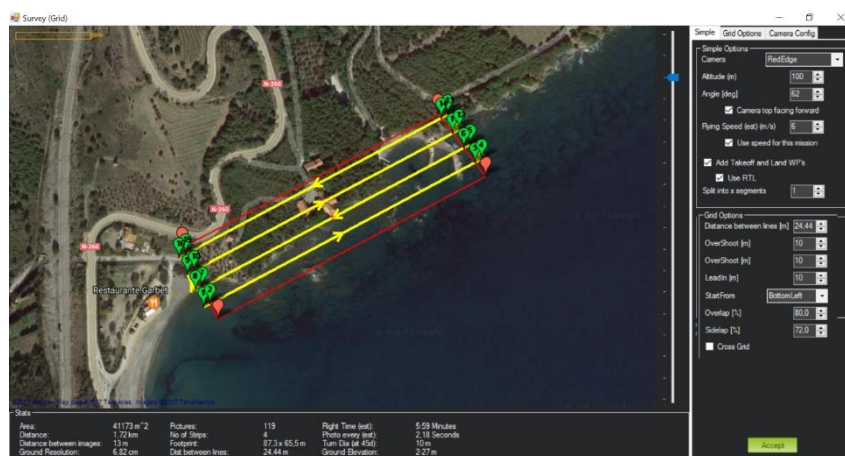 Survey (Grid)
Simple Grid Options Camera Config
Simple Options
Camera RedEdge
Altitude (m) 100
Angle [deg] 62
Camera top facing forward
Flying Speed (est) (m/s) 6
Use speed for this mission
Add Takeoff and Land WP's
Use RTL
Split into x segments 1
Grid Options
Distance between lines [m] 24,44
OverShoot [m] 10
OverShoot [m] 10
LeadIn [m] 10
StartFrom BottomLeft
Overlap [%] 80.0
Sidelap [%] 72.0
Cross Grid
Accept
N-260
N-260
N-260
Restaurante Garbet
Stats
Area: 41173 m^2 Pictures: 119 Flight Time (est): 5:59 Minutes
Distance: 1.72 km No of Strips: 4 Photo every (est): 2.18 Seconds
Distance between images: 13 m Footprint: 87,3 x 65,5 m Turn Dia (at 45d): 10 m
Ground Resolution: 6.82 cm Dist between lines: 24.44 m Ground Elevation: 2-27 m